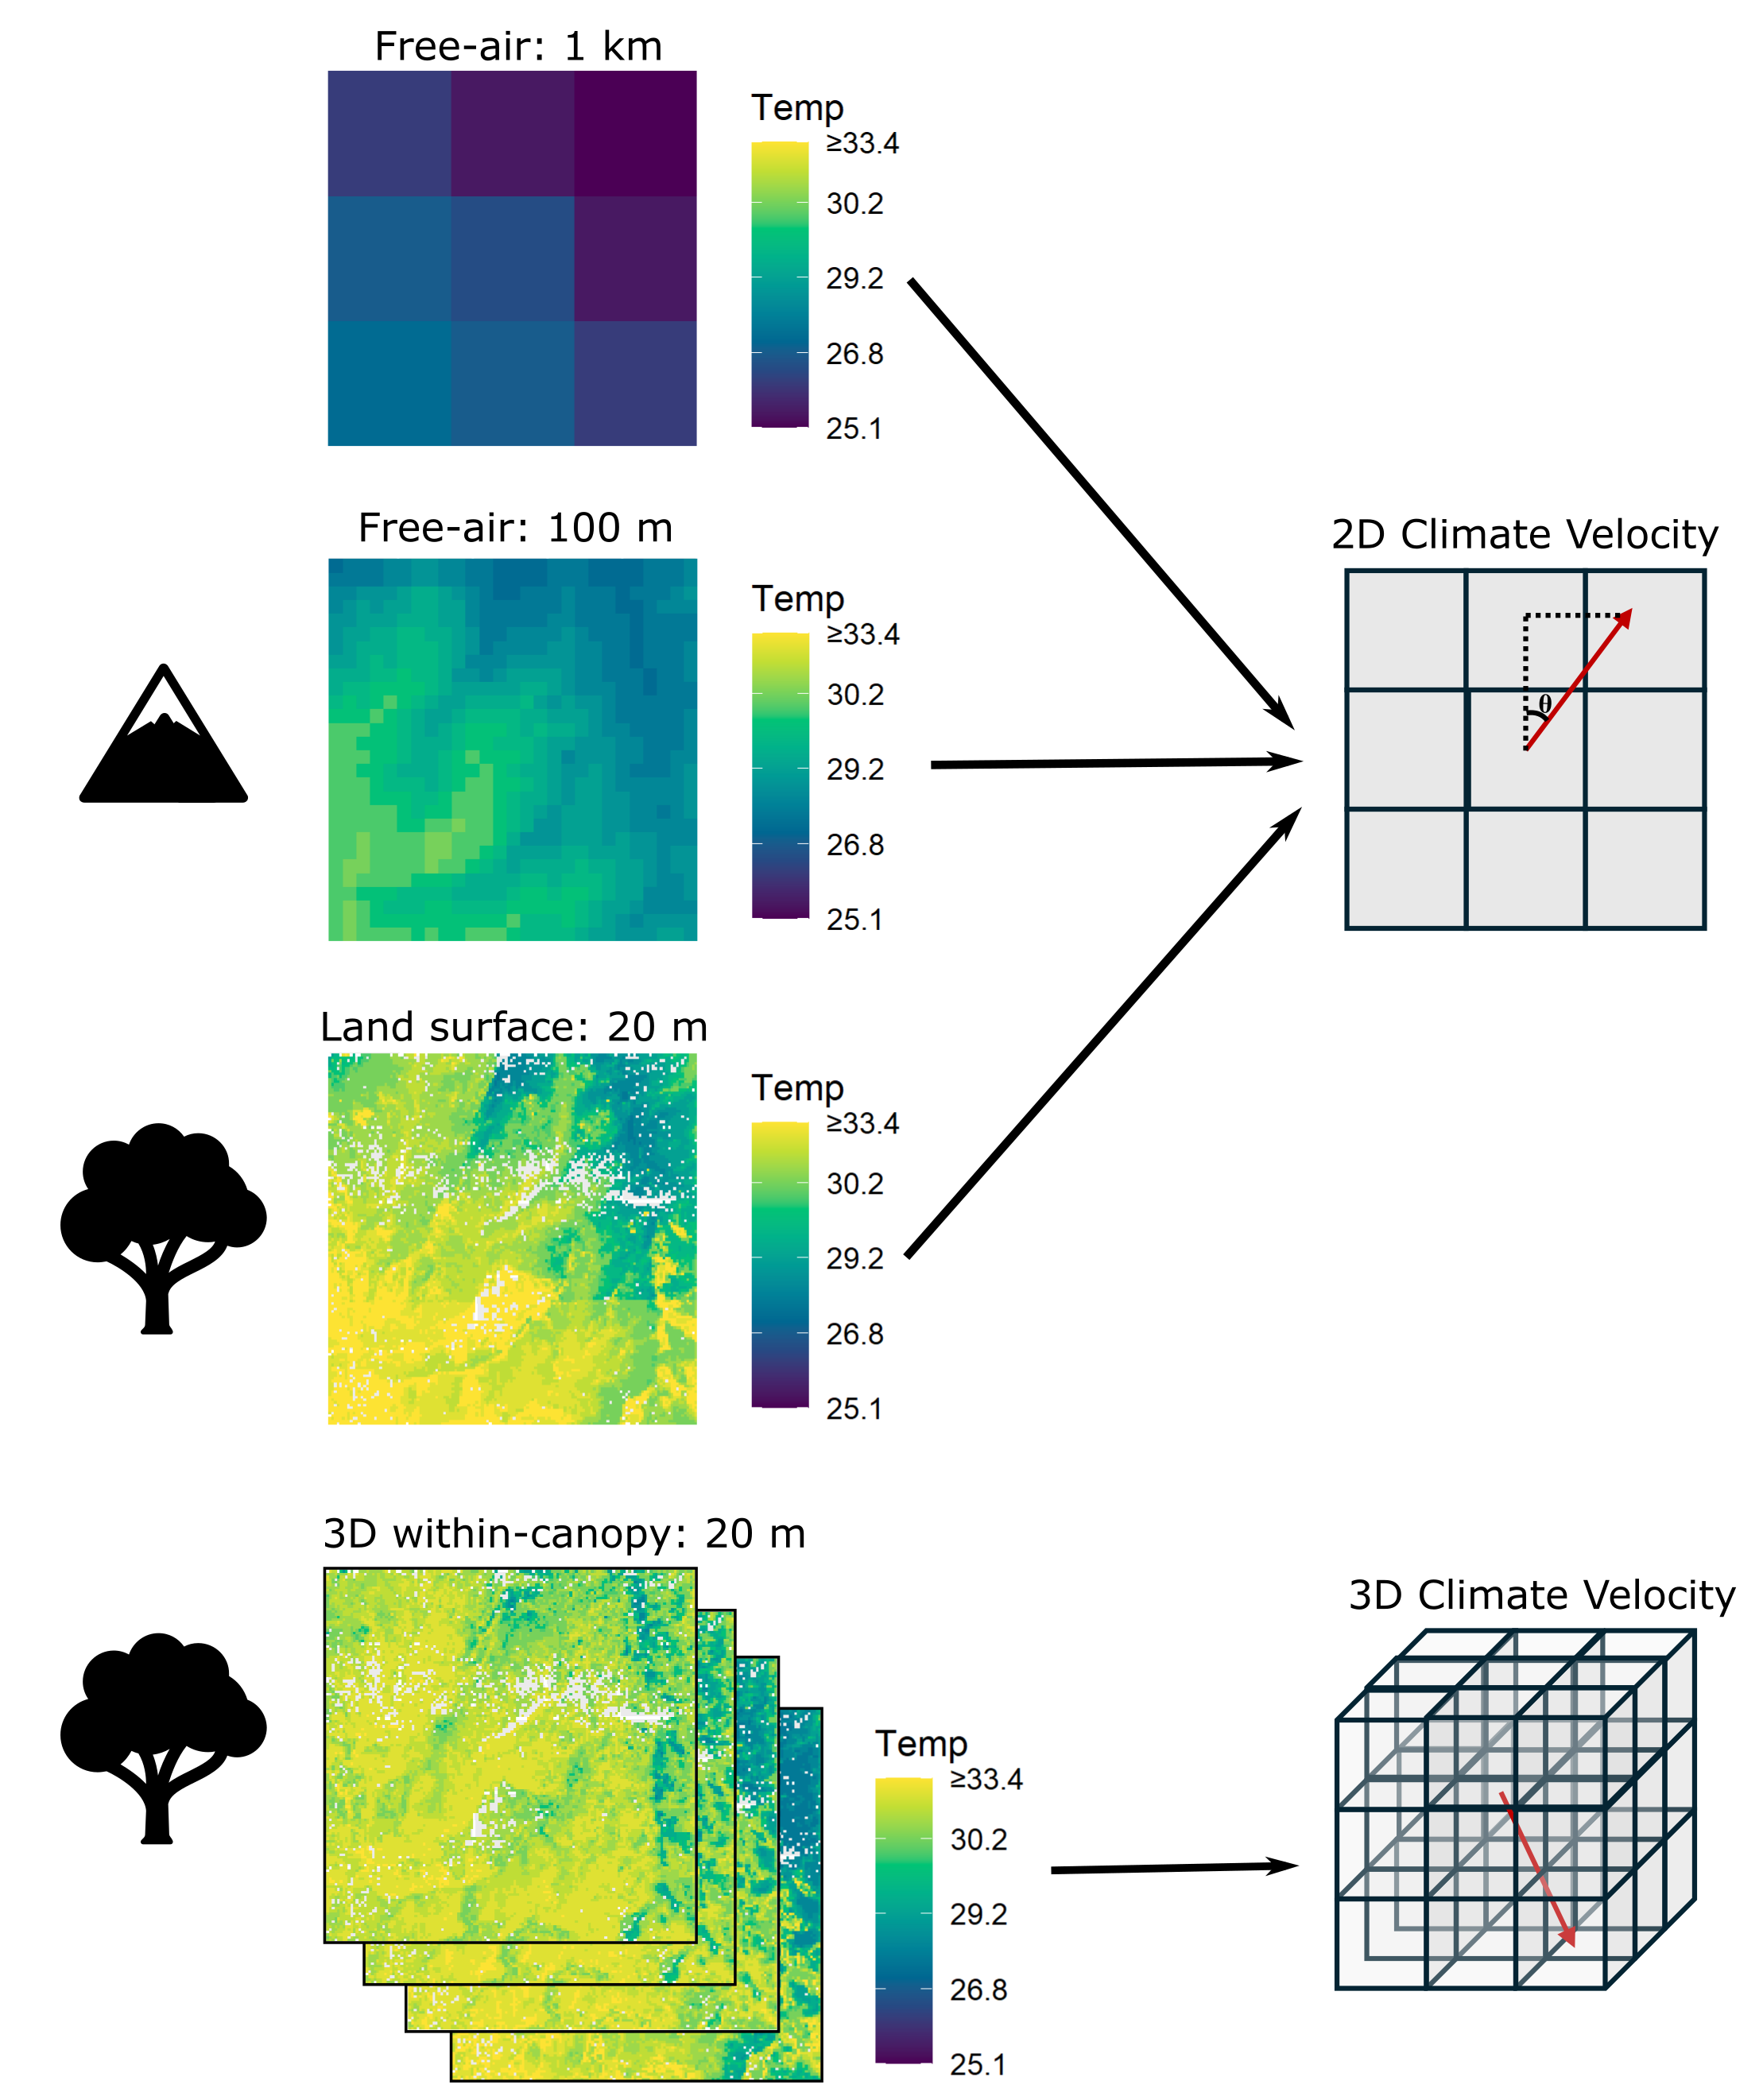 Free-air: 1 km
Temp
≥33.4
30.2
29.2
26.8
25.1
Free-air: 100 m
Temp
≥33.4
30.2
29.2
26.8
25.1
2D Climate Velocity
θ
Land surface: 20 m
Temp
≥33.4
30.2
29.2
26.8
25.1
3D within-canopy: 20 m
Temp
≥33.4
30.2
29.2
26.8
25.1
3D Climate Velocity